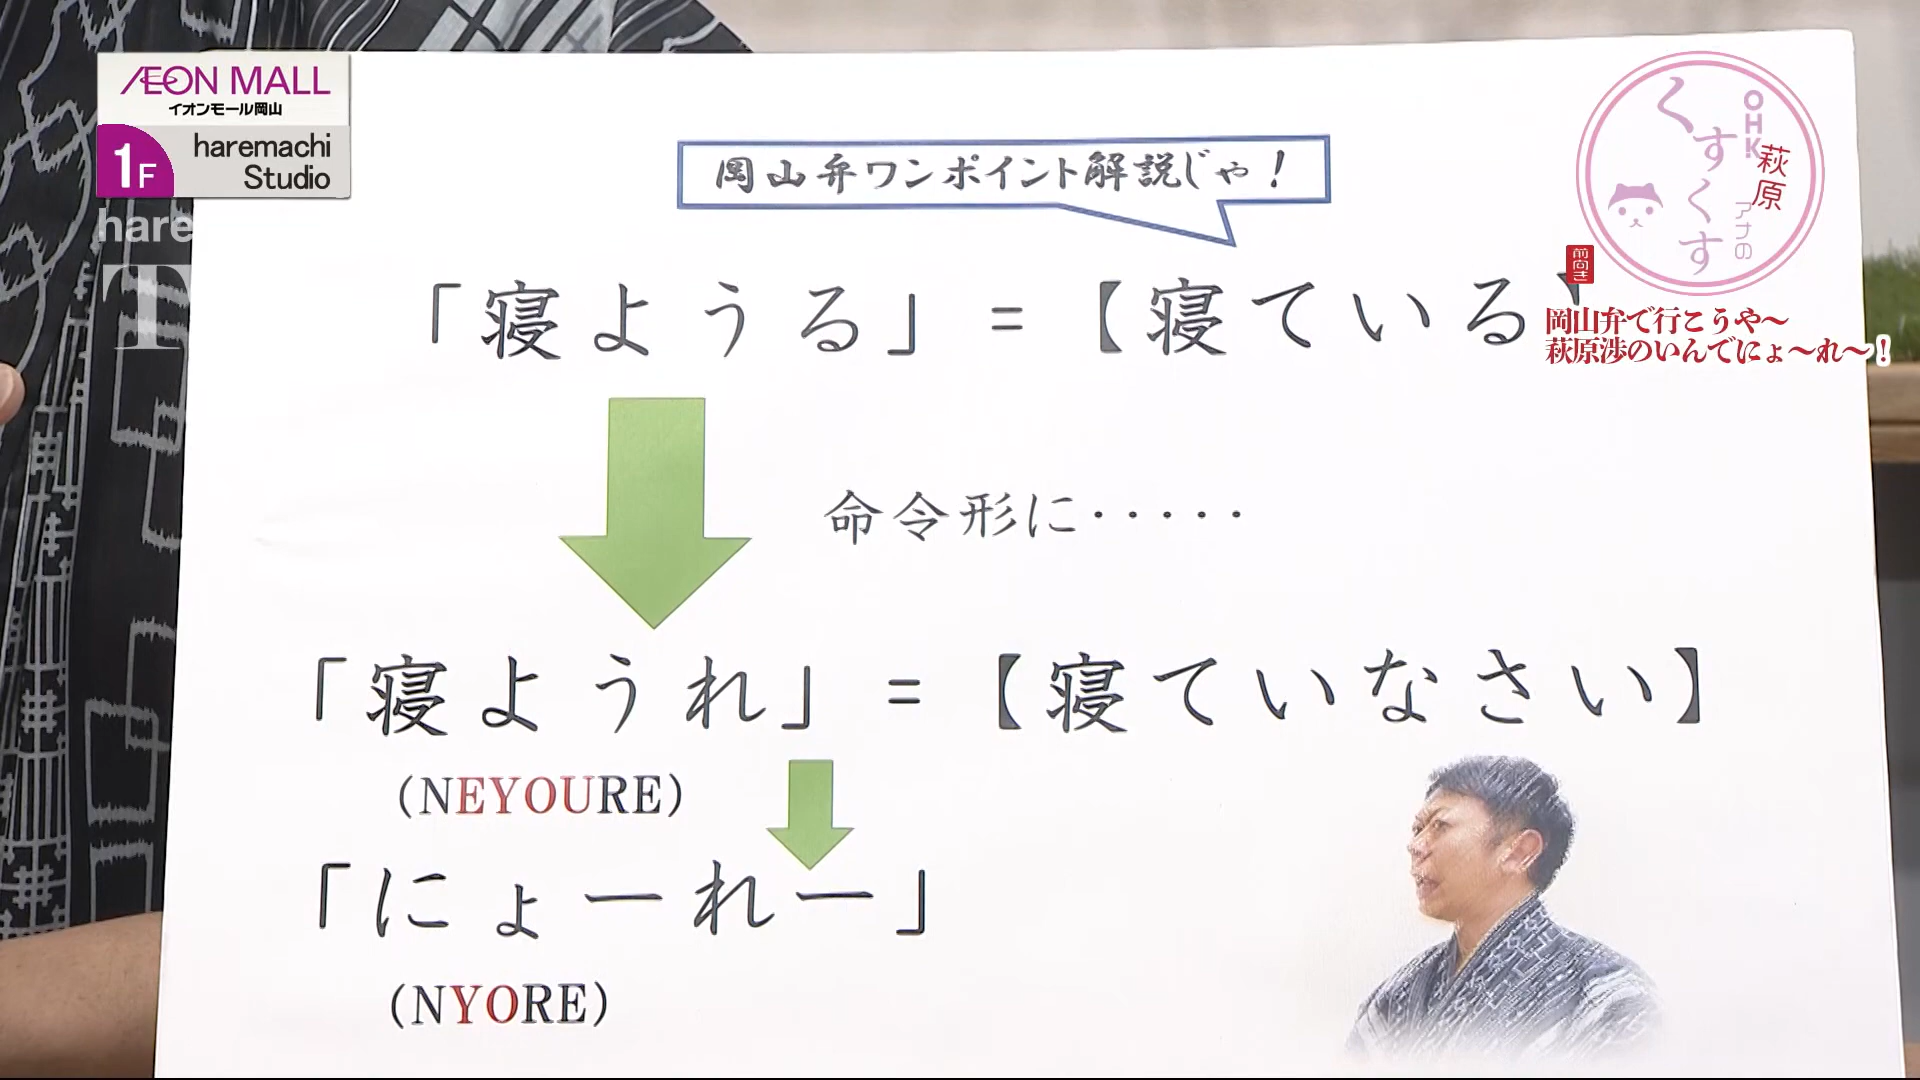 ÆON MALL
イオンモール岡山
1F
haremachi
Studio
hare
T
岡山弁ワンポイント解説じゃ！
OHK
萩原
アナの
くすくす
前向き
岡山弁で行こうや〜
萩原渉のいんでにょ〜れ〜！
「寝ようる」=【寝ている】
命令形に・・・・・
「寝ようれ」=【寝ていなさい】
(NEYOURE)
「にょーれー」
(NYORE)